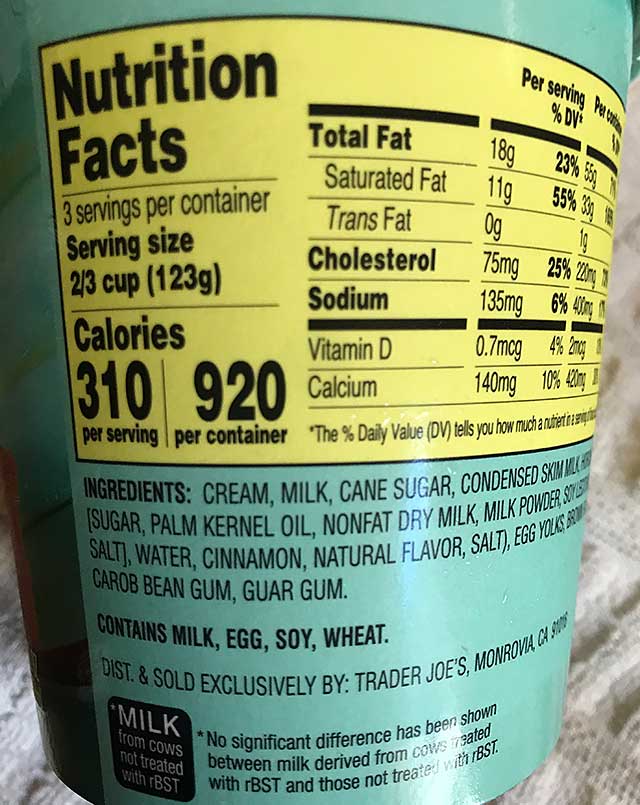 Nutrition
Facts
3 servings per container
Serving size
2/3 cup (123g)
Calories
310 920
per serving per container
Per serving Per
% DV*
Total Fat 18g 23% 55g
Saturated Fat 11g 55% 33g
Trans Fat 0g 1g
Cholesterol 75mg 25% 220mg
Sodium 135mg 6% 400mg
Vitamin D 0.7mcg 4% 2mcg
Calcium 140mg 10% 420mg
*The % Daily Value (DV) tells you how much a nutrient in a serving
INGREDIENTS: CREAM, MILK, CANE SUGAR, CONDENSED SKIM MILK,
[SUGAR, PALM KERNEL OIL, NONFAT DRY MILK, MILK POWDER, SOY
SALT], WATER, CINNAMON, NATURAL FLAVOR, SALT), EGG YOLKS,
CAROB BEAN GUM, GUAR GUM.
CONTAINS MILK, EGG, SOY, WHEAT.
DIST. & SOLD EXCLUSIVELY BY: TRADER JOE'S, MONROVIA, CA 91016
*MILK
from cows
not treated
with rBST
*No significant difference has been shown
between milk derived from cows treated
with rBST and those not treated with rBST.